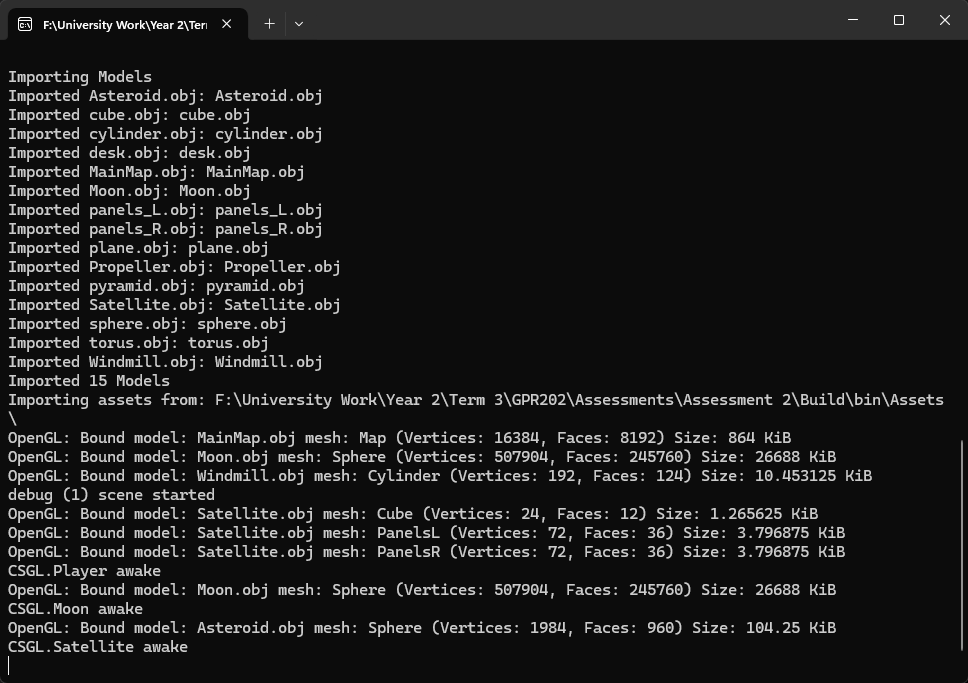 F:\University Work\Year 2\Ter
Importing Models
Imported Asteroid.obj: Asteroid.obj
Imported cube.obj: cube.obj
Imported cylinder.obj: cylinder.obj
Imported desk.obj: desk.obj
Imported MainMap.obj: MainMap.obj
Imported Moon.obj: Moon.obj
Imported panels_L.obj: panels_L.obj
Imported panels_R.obj: panels_R.obj
Imported plane.obj: plane.obj
Imported Propeller.obj: Propeller.obj
Imported pyramid.obj: pyramid.obj
Imported Satellite.obj: Satellite.obj
Imported sphere.obj: sphere.obj
Imported torus.obj: torus.obj
Imported Windmill.obj: Windmill.obj
Imported 15 Models
Importing assets from: F:\University Work\Year 2\Term 3\GPR202\Assessments\Assessment 2\Build\bin\Assets
\
OpenGL: Bound model: MainMap.obj mesh: Map (Vertices: 16384, Faces: 8192) Size: 864 KiB
OpenGL: Bound model: Moon.obj mesh: Sphere (Vertices: 507904, Faces: 245760) Size: 26688 KiB
OpenGL: Bound model: Windmill.obj mesh: Cylinder (Vertices: 192, Faces: 124) Size: 10.453125 KiB
debug (1) scene started
OpenGL: Bound model: Satellite.obj mesh: Cube (Vertices: 24, Faces: 12) Size: 1.265625 KiB
OpenGL: Bound model: Satellite.obj mesh: PanelsL (Vertices: 72, Faces: 36) Size: 3.796875 KiB
OpenGL: Bound model: Satellite.obj mesh: PanelsR (Vertices: 72, Faces: 36) Size: 3.796875 KiB
CSGL.Player awake
OpenGL: Bound model: Moon.obj mesh: Sphere (Vertices: 507904, Faces: 245760) Size: 26688 KiB
CSGL.Moon awake
OpenGL: Bound model: Asteroid.obj mesh: Sphere (Vertices: 1984, Faces: 960) Size: 104.25 KiB
CSGL.Satellite awake